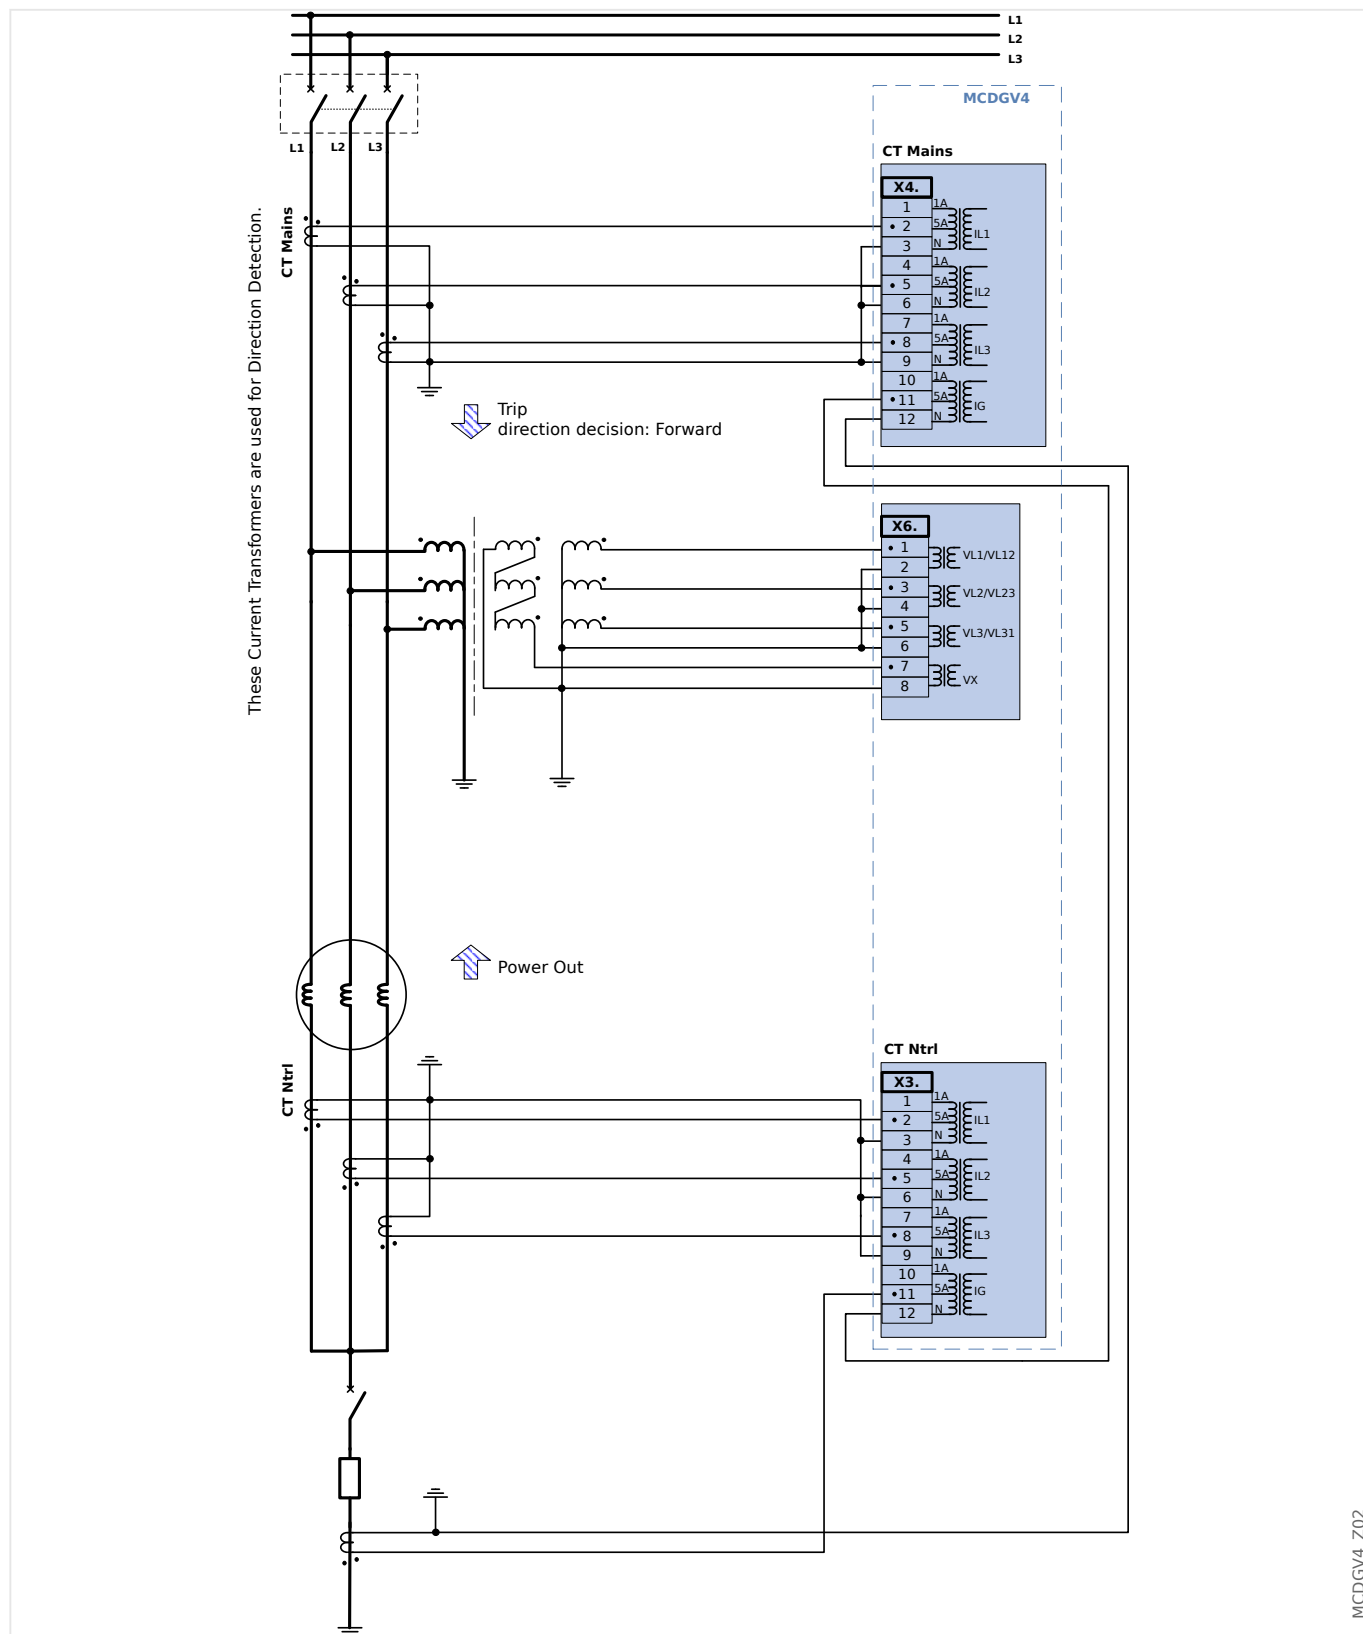 L1
L2
L3
MCDGV4
L1 L2 L3
CT Mains
These Current Transformers are used for Direction Detection.
CT Mains
X4.
1 1A
2 5A IL1
3 N
4 1A
5 5A IL2
6 N
7 1A
8 5A IL3
9 N
10 1A
11 5A IG
12 N
Trip
direction decision: Forward
X6.
1 VL1/VL12
2
3 VL2/VL23
4
5 VL3/VL31
6
7 VX
8
Power Out
CT Ntrl
CT Ntrl
X3.
1 1A
2 5A IL1
3 N
4 1A
5 5A IL2
6 N
7 1A
8 5A IL3
9 N
10 1A
11 5A IG
12 N
MCDGV4_Z02